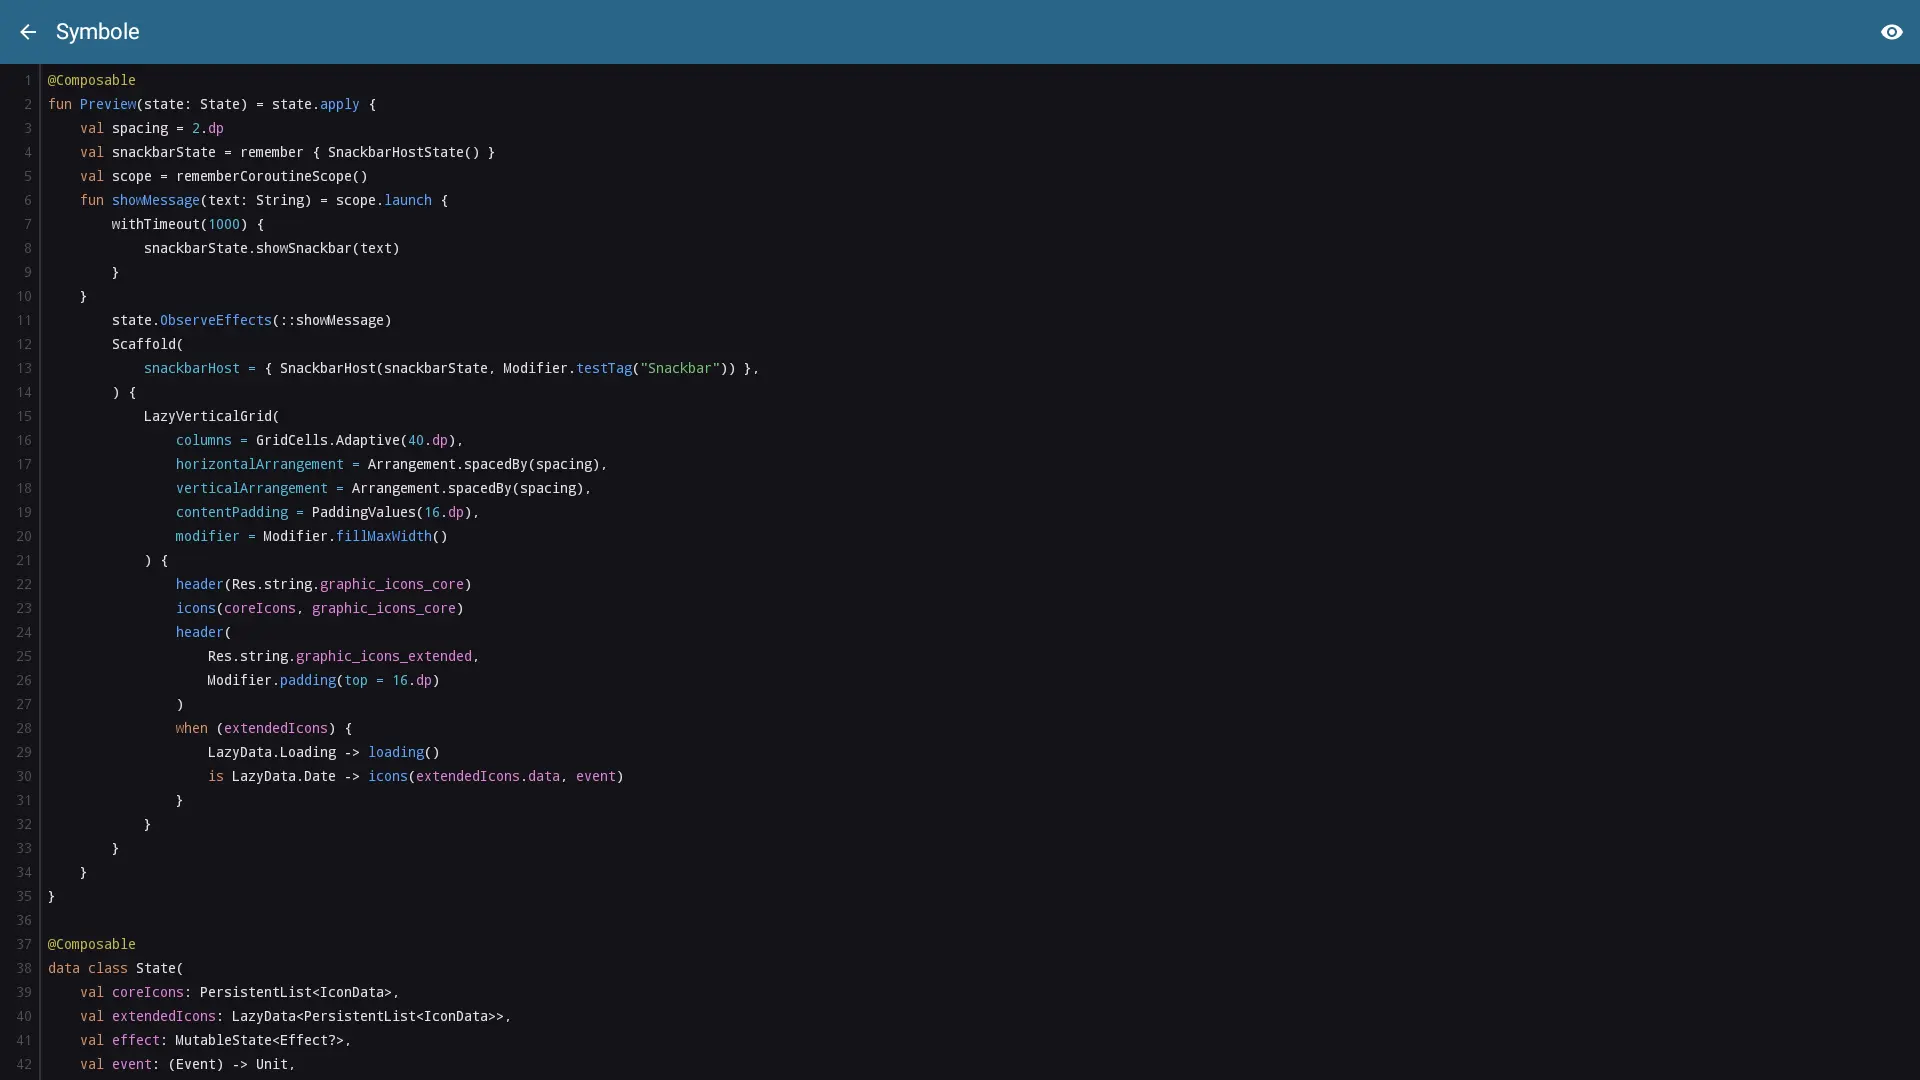 Symbole
1 @Composable
2 fun Preview(state: State) = state.apply {
3     val spacing = 2.dp
4     val snackbarState = remember { SnackbarHostState() }
5     val scope = rememberCoroutineScope()
6     fun showMessage(text: String) = scope.launch {
7         withTimeout(1000) {
8             snackbarState.showSnackbar(text)
9         }
10     }
11         state.ObserveEffects(::showMessage)
12         Scaffold(
13             snackbarHost = { SnackbarHost(snackbarState, Modifier.testTag("Snackbar")) },
14         ) {
15             LazyVerticalGrid(
16                 columns = GridCells.Adaptive(40.dp),
17                 horizontalArrangement = Arrangement.spacedBy(spacing),
18                 verticalArrangement = Arrangement.spacedBy(spacing),
19                 contentPadding = PaddingValues(16.dp),
20                 modifier = Modifier.fillMaxWidth()
21             ) {
22                 header(Res.string.graphic_icons_core)
23                 icons(coreIcons, graphic_icons_core)
24                 header(
25                     Res.string.graphic_icons_extended,
26                     Modifier.padding(top = 16.dp)
27                 )
28                 when (extendedIcons) {
29                     LazyData.Loading -> loading()
30                     is LazyData.Date -> icons(extendedIcons.data, event)
31                 }
32             }
33         }
34     }
35 }
36
37 @Composable
38 data class State(
39     val coreIcons: PersistentList<IconData>,
40     val extendedIcons: LazyData<PersistentList<IconData>>,
41     val effect: MutableState<Effect?>,
42     val event: (Event) -> Unit,